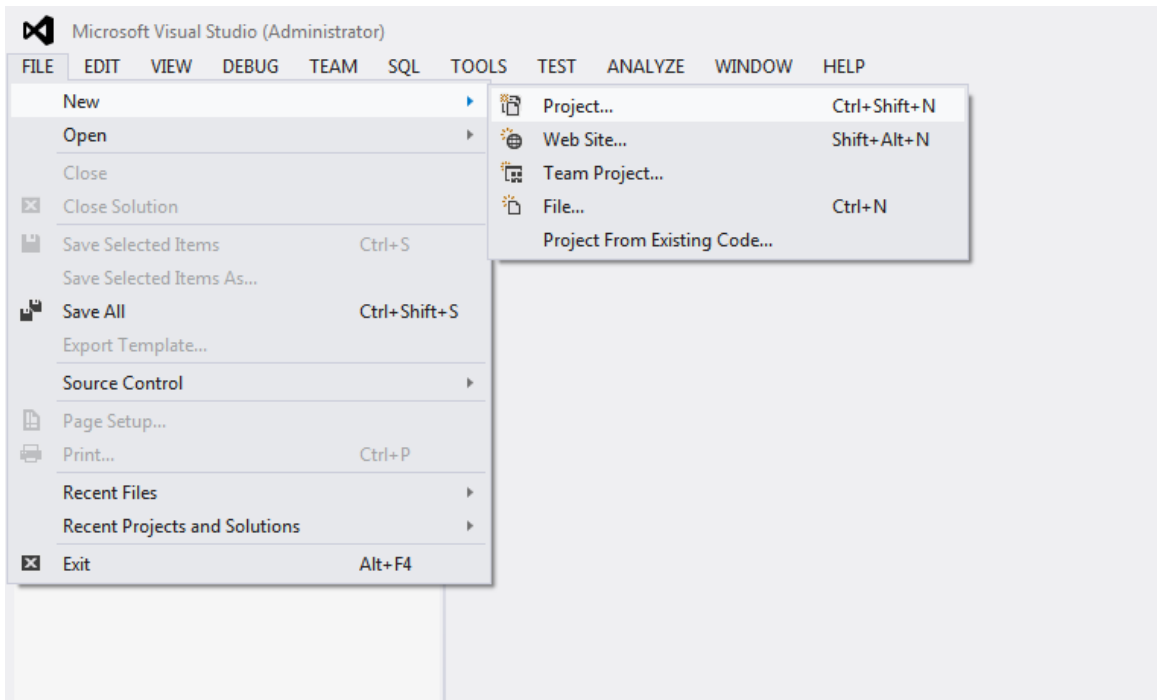 Microsoft Visual Studio (Administrator)
FILE EDIT VIEW DEBUG TEAM SQL TOOLS TEST ANALYZE WINDOW HELP
New
Open
Close
Close Solution
Save Selected Items Ctrl+S
Save Selected Items As...
Save All Ctrl+Shift+S
Export Template...
Source Control
Page Setup...
Print... Ctrl+P
Recent Files
Recent Projects and Solutions
Exit Alt+F4
Project... Ctrl+Shift+N
Web Site... Shift+Alt+N
Team Project...
File... Ctrl+N
Project From Existing Code...